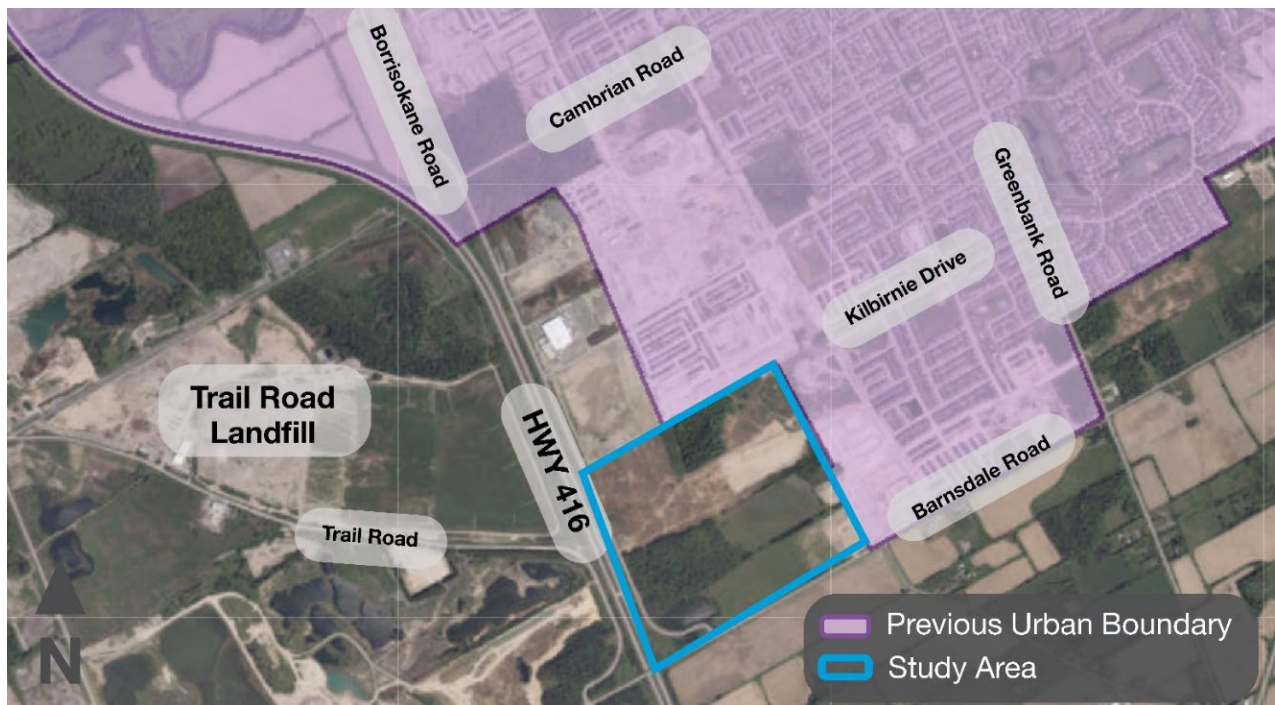 Borrisokane Road
Cambrian Road
Greenbank Road
Kilbirnie Drive
Trail Road
Landfill
HWY 416
Barnsdale Road
Trail Road
N
Previous Urban Boundary
Study Area